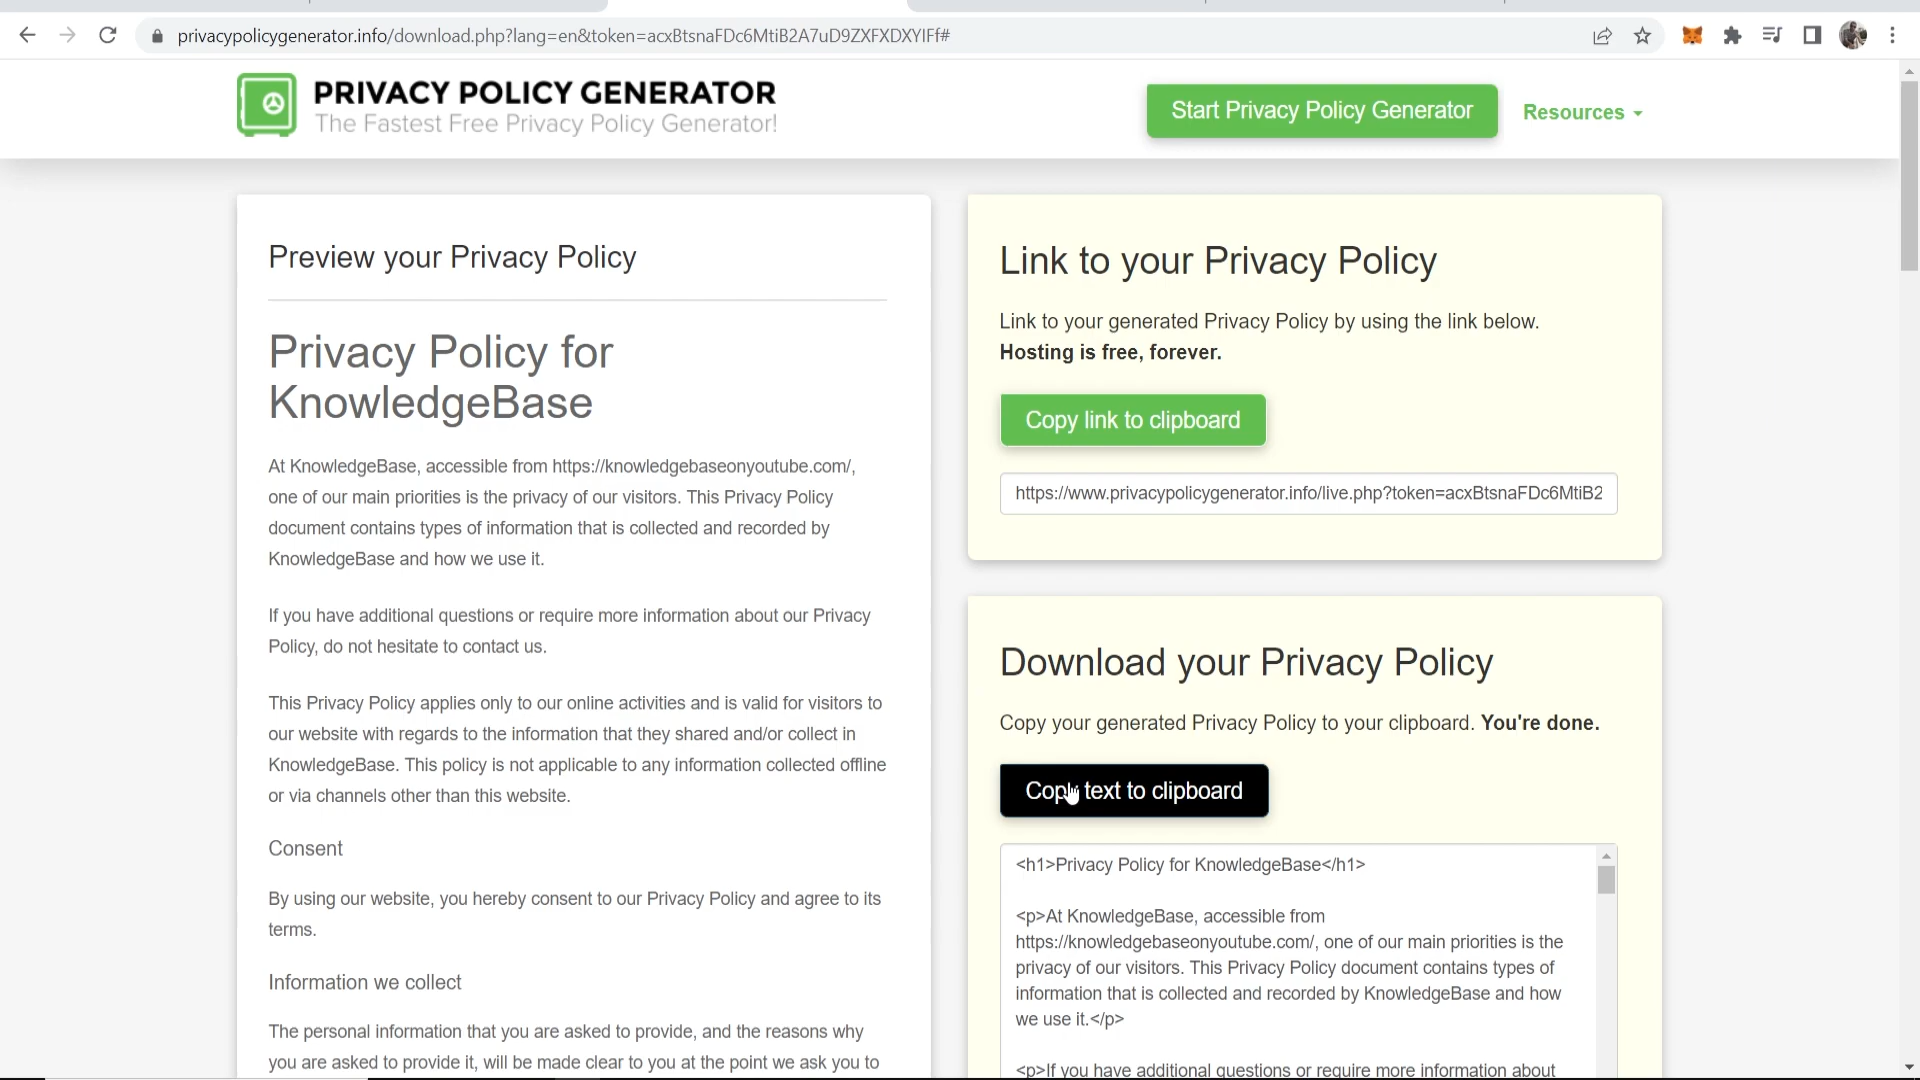 privacypolicygenerator.info/download.php?lang=en&token=acxBtsnaFDc6MtiB2A7uD9ZXFXDXYIFf#
PRIVACY POLICY GENERATOR
The Fastest Free Privacy Policy Generator!
Start Privacy Policy Generator
Resources
Preview your Privacy Policy
Privacy Policy for
KnowledgeBase
At KnowledgeBase, accessible from https://knowledgebaseonyoutube.com/,
one of our main priorities is the privacy of our visitors. This Privacy Policy
document contains types of information that is collected and recorded by
KnowledgeBase and how we use it.
If you have additional questions or require more information about our Privacy
Policy, do not hesitate to contact us.
This Privacy Policy applies only to our online activities and is valid for visitors to
our website with regards to the information that they shared and/or collect in
KnowledgeBase. This policy is not applicable to any information collected offline
or via channels other than this website.
Consent
By using our website, you hereby consent to our Privacy Policy and agree to its
terms.
Information we collect
The personal information that you are asked to provide, and the reasons why
you are asked to provide it, will be made clear to you at the point we ask you to
Link to your Privacy Policy
Link to your generated Privacy Policy by using the link below.
Hosting is free, forever.
Copy link to clipboard
https://www.privacypolicygenerator.info/live.php?token=acxBtsnaFDc6MtiB2
Download your Privacy Policy
Copy your generated Privacy Policy to your clipboard. You're done.
Copy text to clipboard
<h1>Privacy Policy for KnowledgeBase</h1>
<p>At KnowledgeBase, accessible from
https://knowledgebaseonyoutube.com/, one of our main priorities is the
privacy of our visitors. This Privacy Policy document contains types of
information that is collected and recorded by KnowledgeBase and how
we use it.</p>
<p>If you have additional questions or require more information about